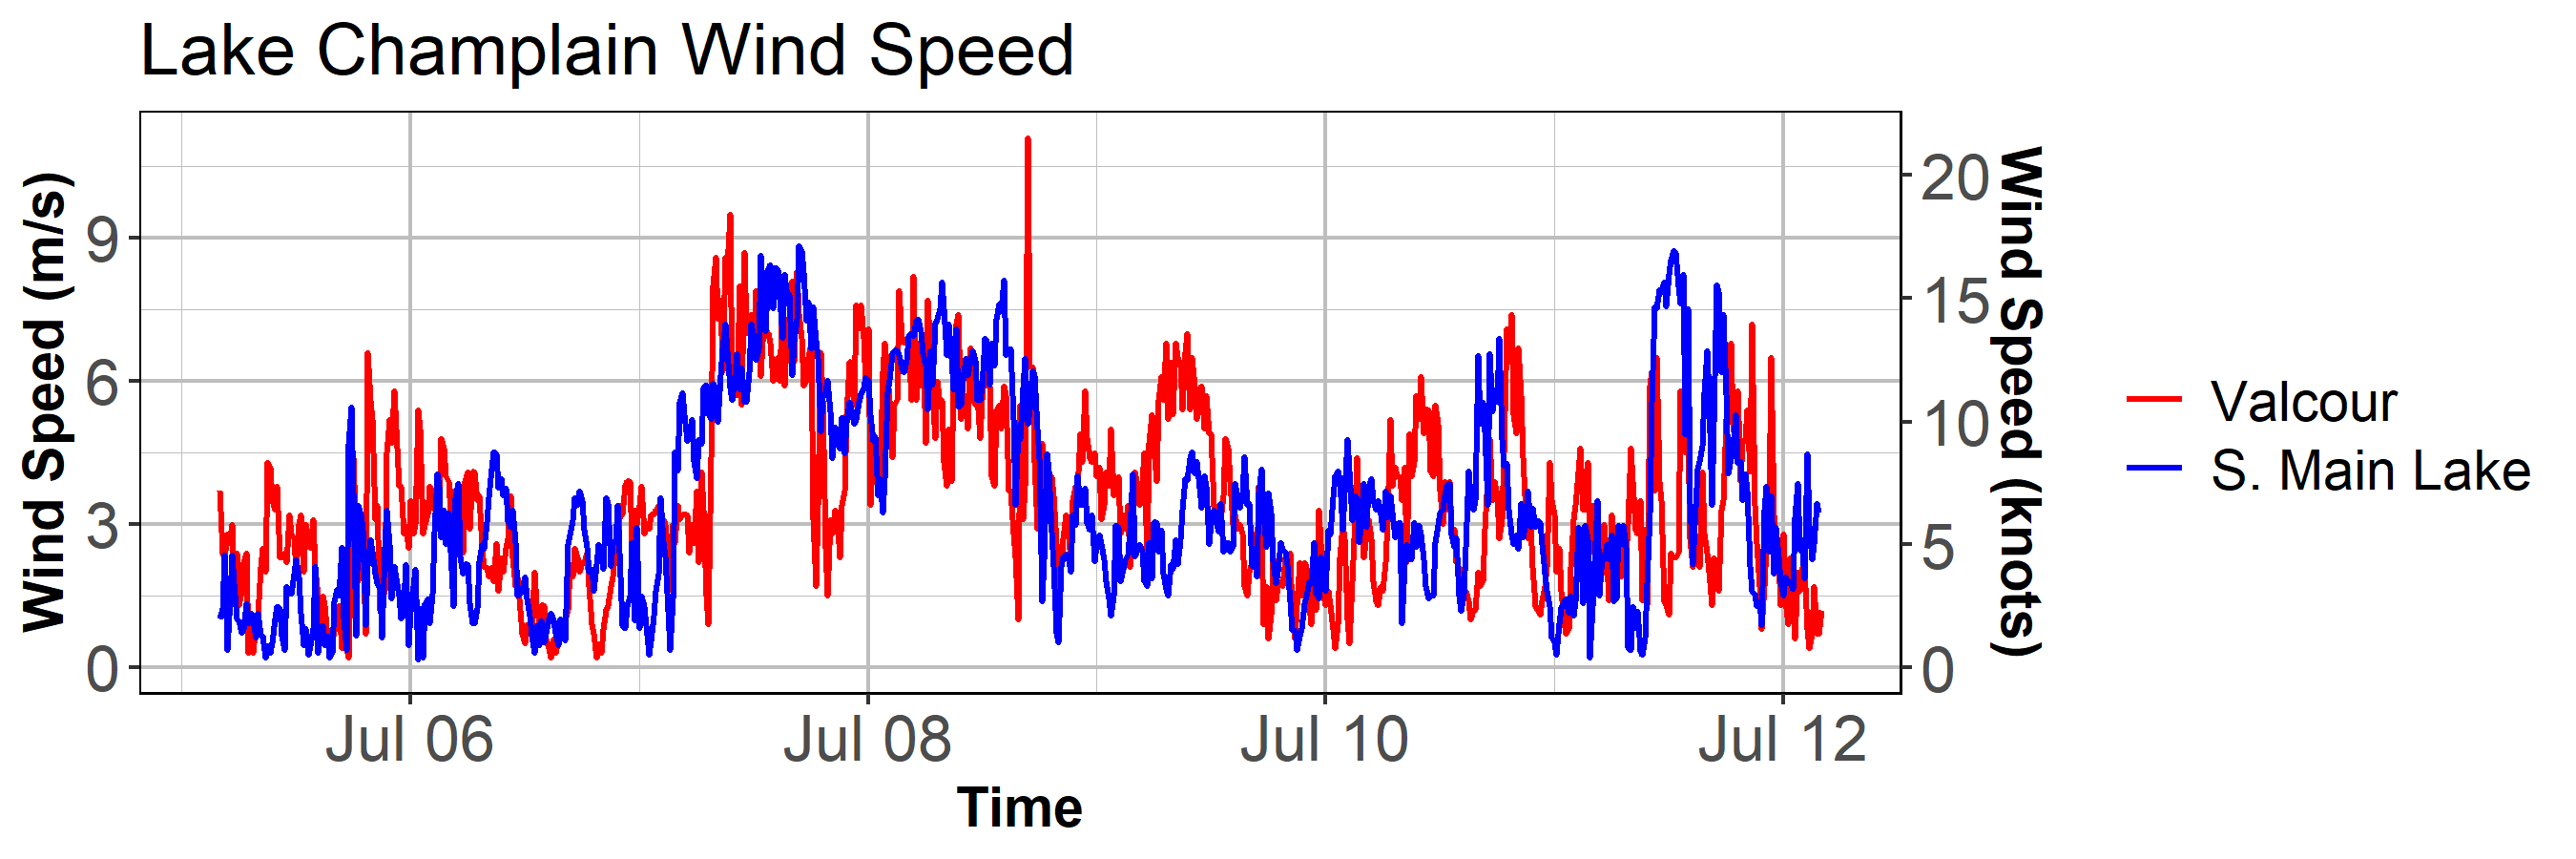 Lake Champlain Wind Speed
Wind Speed (m/s)
9
6
3
0
20
15
10
5
0
Wind Speed (knots)
Jul 06
Jul 08
Jul 10
Jul 12
Time
Valcour
S. Main Lake